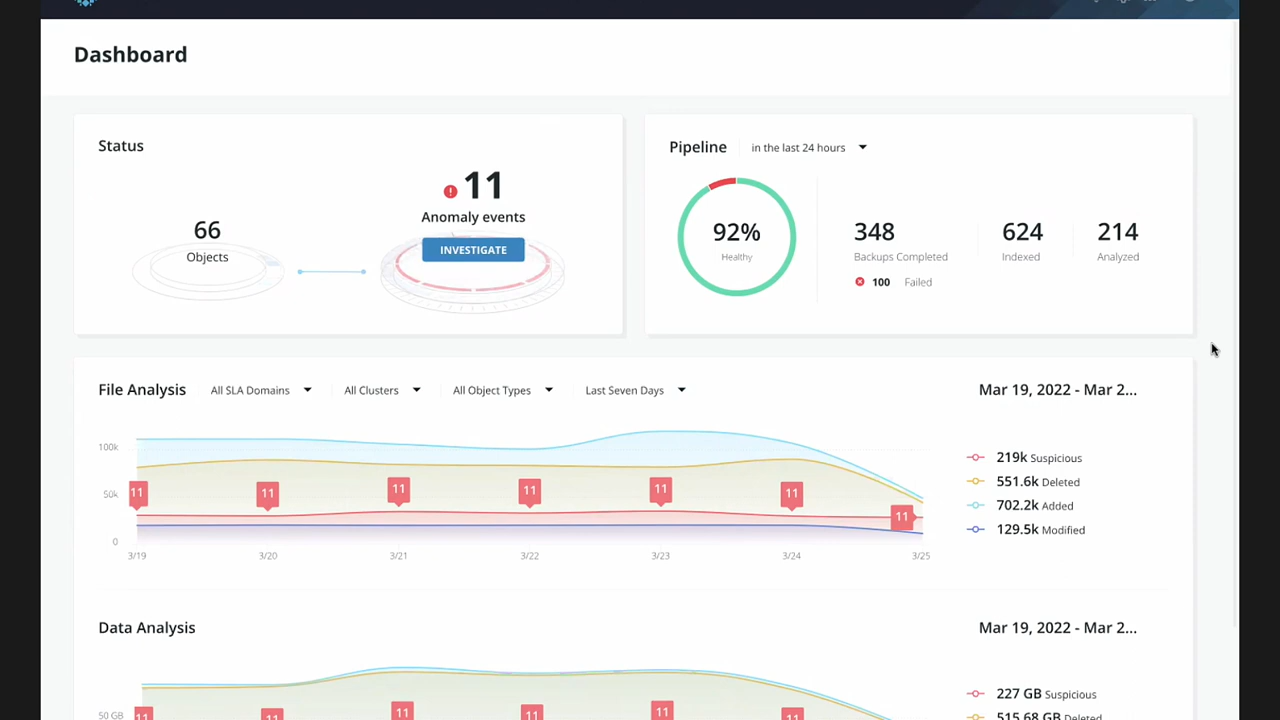 Dashboard
Status
11
Anomaly events
INVESTIGATE
66
Objects
Pipeline in the last 24 hours
92%
Healthy
348 624 214
Backups Completed Indexed Analyzed
100 Failed
File Analysis All SLA Domains All Clusters All Object Types Last Seven Days Mar 19, 2022 - Mar 2...
100k
50k
0
11 11 11 11 11 11 11
3/19 3/20 3/21 3/22 3/23 3/24 3/25
219k Suspicious
551.6k Deleted
702.2k Added
129.5k Modified
Data Analysis Mar 19, 2022 - Mar 2...
50 GB
11 11 11 11 11 11
227 GB Suspicious
515.68 GB Deleted